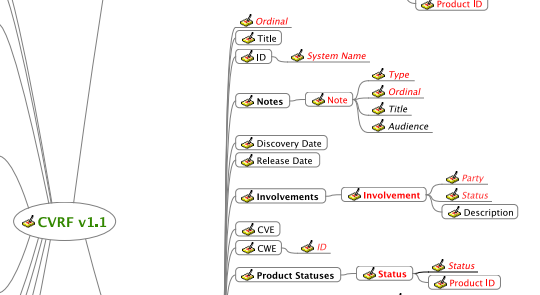 Product ID
Ordinal
Title
ID
System Name
Type
Notes
Note
Ordinal
Title
Audience
Discovery Date
Release Date
Party
Involvements
Involvement
Status
Description
CVRF v1.1
CVE
CWE
ID
Product Statuses
Status
Status
Product ID